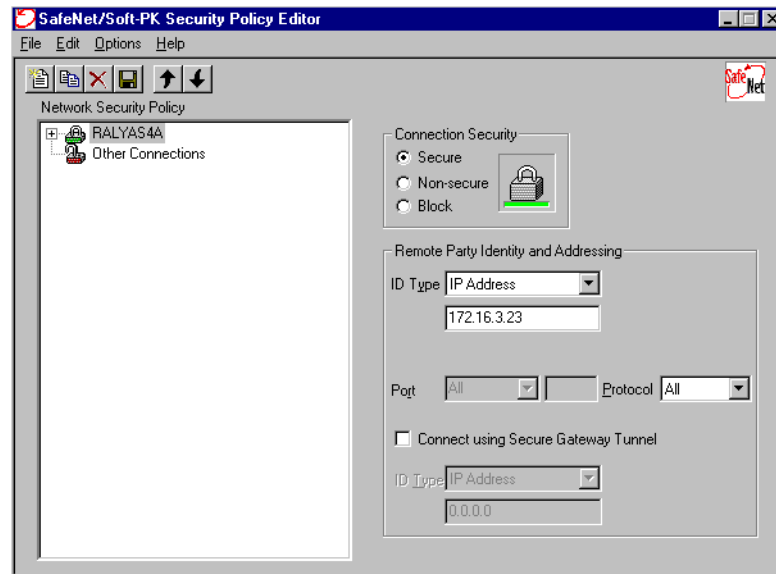 SafeNet/Soft-PK Security Policy Editor
File Edit Options Help
Safe Net
Network Security Policy
RALYAS4A
Other Connections
Connection Security
Secure
Non-secure
Block
Remote Party Identity and Addressing
ID Type IP Address
172.16.3.23
Port All Protocol All
Connect using Secure Gateway Tunnel
ID Type IP Address
0.0.0.0